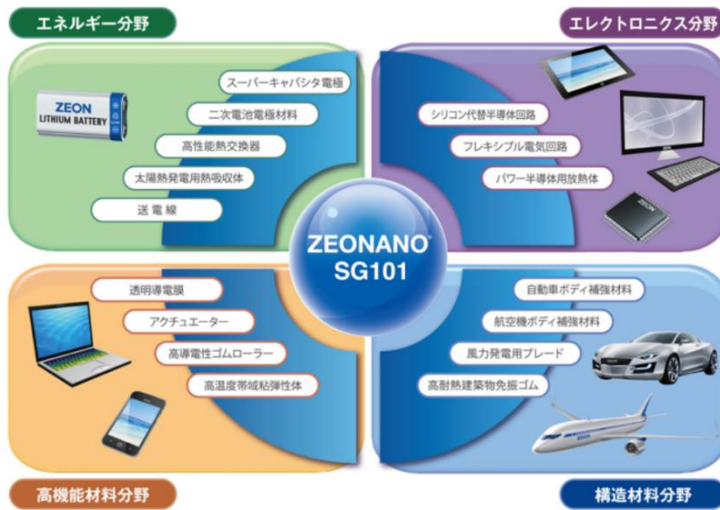 エネルギー分野
エレクトロニクス分野
ZEON
LITHIUM BATTERY
スーパーキャパシタ電極
二次電池電極材料
高性能熱交換器
太陽熱発電用熱吸収体
送電線
シリコン代替半導体回路
フレキシブル電気回路
パワー半導体用放熱体
ZEON
ZEONANO®
SG101
透明導電膜
アクチュエーター
高導電性ゴムローラー
高温度帯域粘弾性体
自動車ボディ補強材料
航空機ボディ補強材料
風力発電用ブレード
高耐熱建築物免振ゴム
ZEON
高機能材料分野
構造材料分野